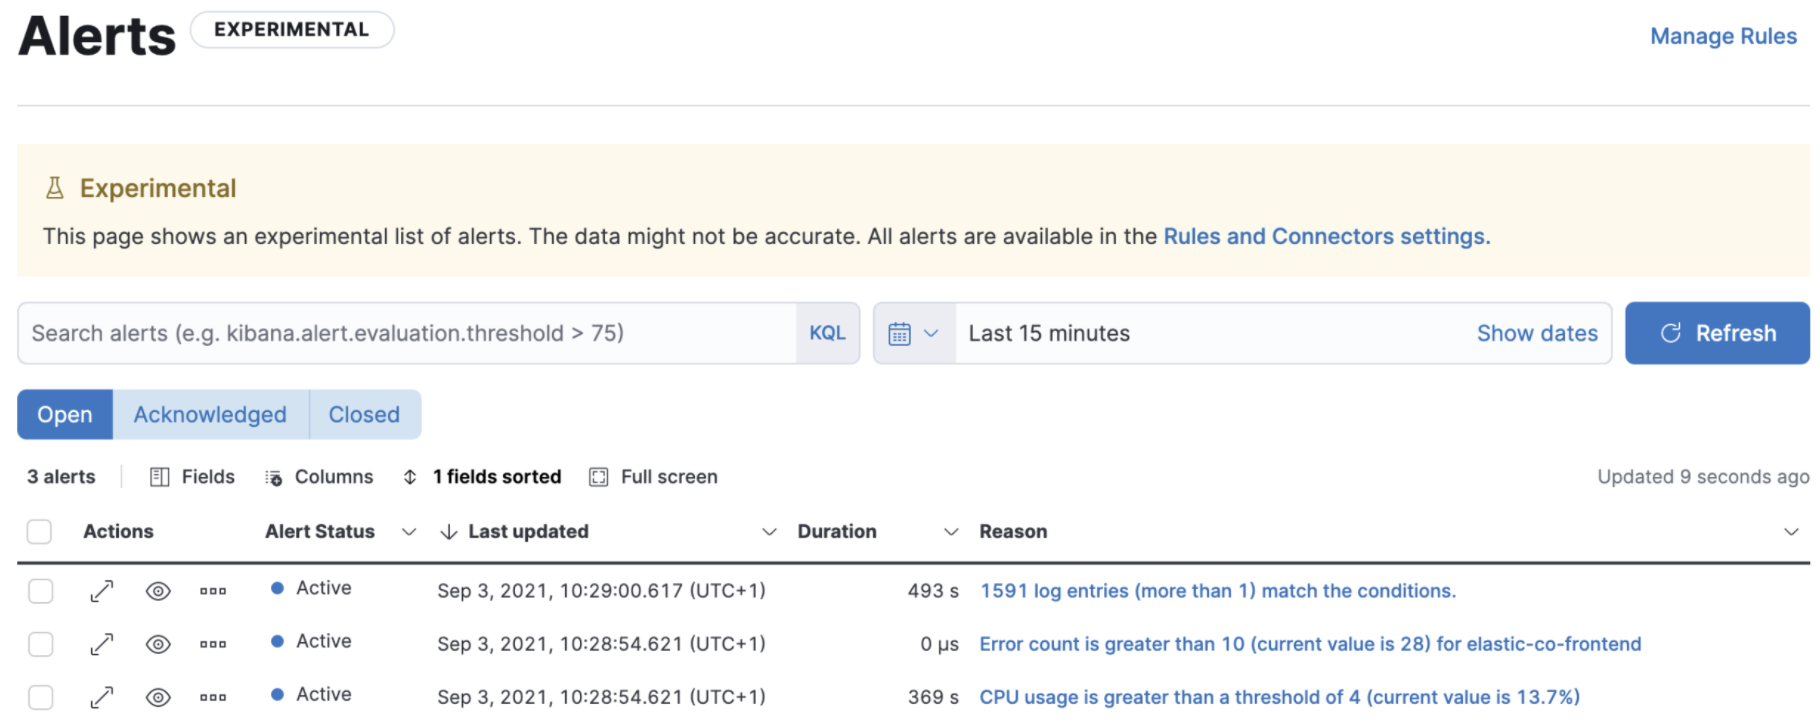 Alerts EXPERIMENTAL
Manage Rules
Experimental
This page shows an experimental list of alerts. The data might not be accurate. All alerts are available in the Rules and Connectors settings.
Search alerts (e.g. kibana.alert.evaluation.threshold > 75) KQL Last 15 minutes Show dates Refresh
Open Acknowledged Closed
3 alerts Fields Columns 1 fields sorted Full screen Updated 9 seconds ago
Actions Alert Status Last updated Duration Reason
Active Sep 3, 2021, 10:29:00.617 (UTC+1) 493 s 1591 log entries (more than 1) match the conditions.
Active Sep 3, 2021, 10:28:54.621 (UTC+1) 0 μs Error count is greater than 10 (current value is 28) for elastic-co-frontend
Active Sep 3, 2021, 10:28:54.621 (UTC+1) 369 s CPU usage is greater than a threshold of 4 (current value is 13.7%)